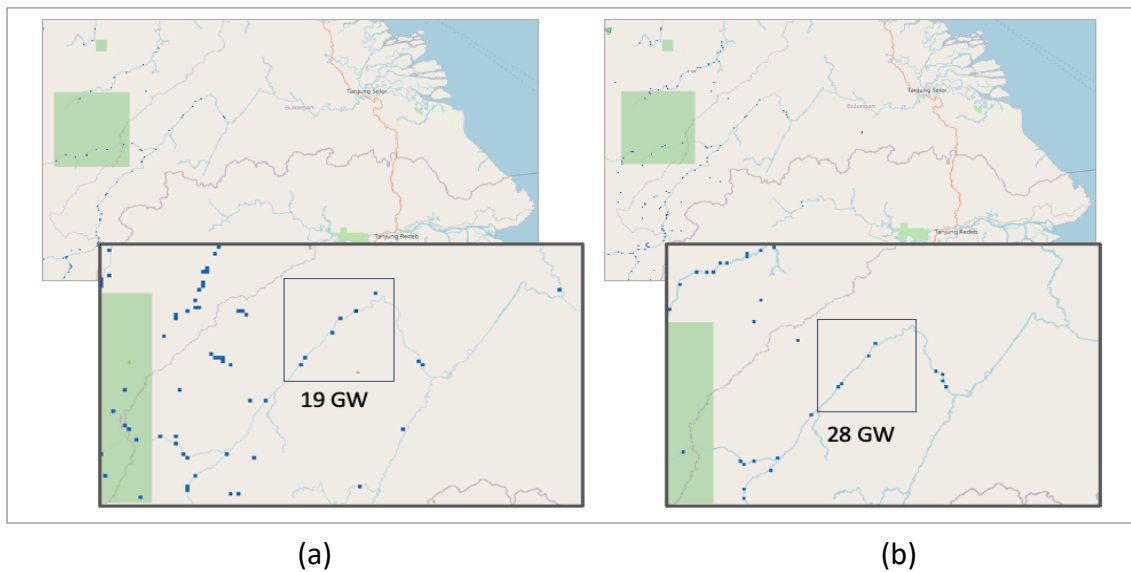 Tanjung Selor
Bulungan
Tanjung Redeb
19 GW
(a)
Tanjung Selor
Bulungan
Tanjung Redeb
28 GW
(b)